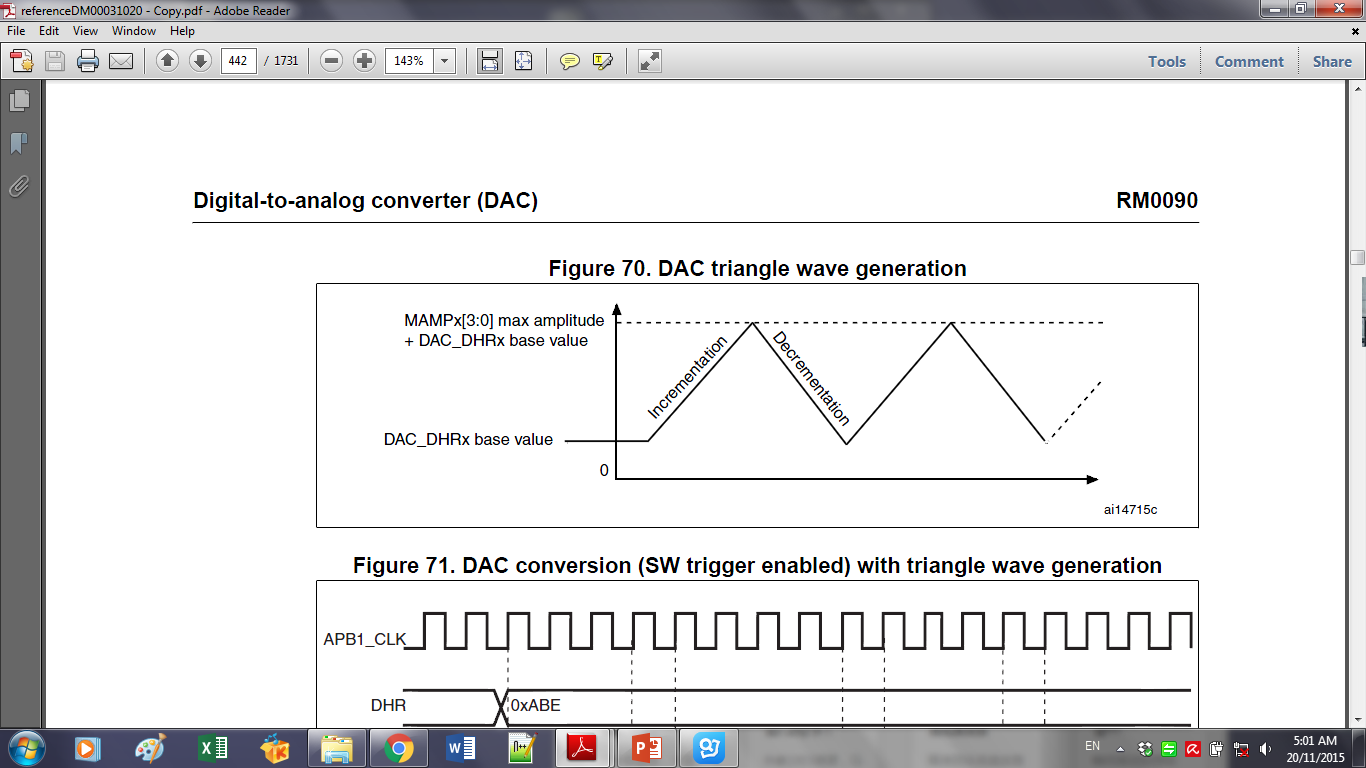 referenceDM00031020 - Copy.pdf - Adobe Reader
File Edit View Window Help
442 / 1731 143% Tools Comment Share
Digital-to-analog converter (DAC) RM0090
Figure 70. DAC triangle wave generation
MAMPx[3:0] max amplitude
+ DAC_DHRx base value
Incrementation
Decrementation
DAC_DHRx base value
0
ai14715c
Figure 71. DAC conversion (SW trigger enabled) with triangle wave generation
APB1_CLK
DHR 0xABE
EN 5:01 AM
20/11/2015